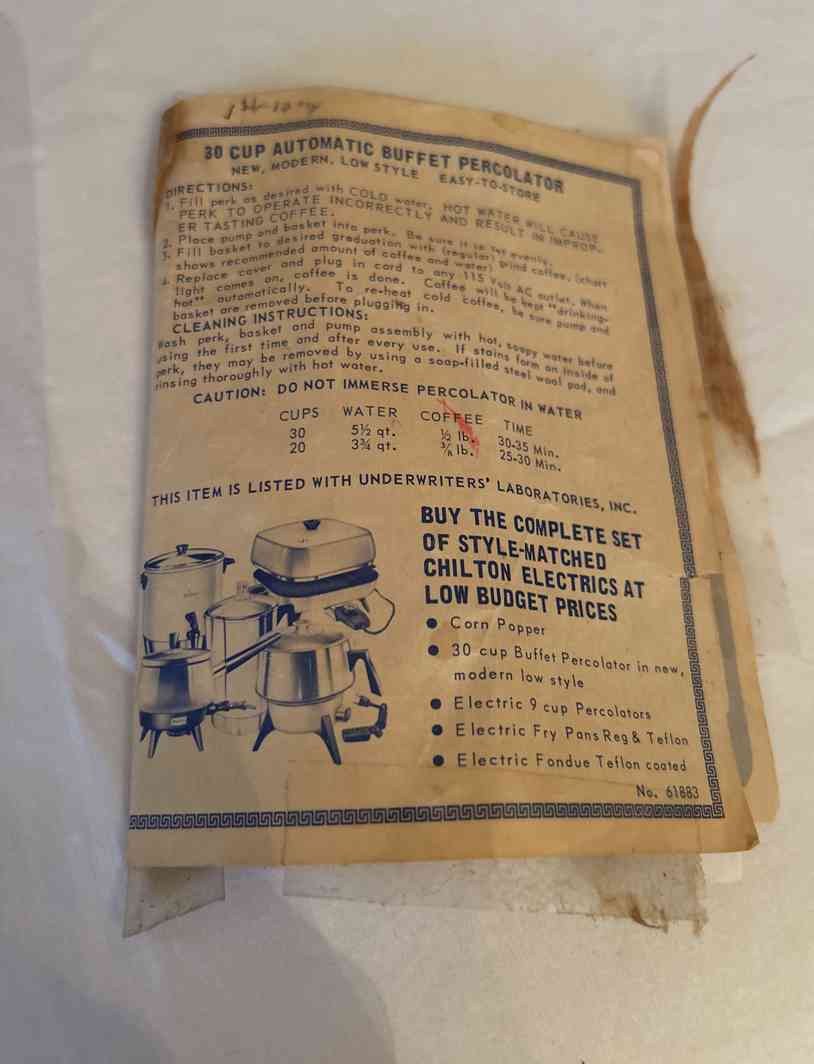 30 CUP AUTOMATIC BUFFET PERCOLATOR
NEW, MODERN, LOW STYLE EASY-TO-STORE
DIRECTIONS:
1. Fill perk as desired with COLD water. HOT WATER WILL CAUSE
PERK TO OPERATE INCORRECTLY AND RESULT IN IMPROP-
ER TASTING COFFEE.
2. Place pump and basket into perk. Be sure it is set evenly.
3. Fill basket to desired graduation with (regular) grind coffee. (chart
shows recommended amount of coffee and water)
4. Replace cover and plug in cord to any 115 Volt AC outlet. When
light comes on, coffee is done. Coffee will be kept "drinking-
hot" automatically. To re-heat cold coffee, be sure pump and
basket are removed before plugging in.
CLEANING INSTRUCTIONS:
Wash perk, basket and pump assembly with hot, soapy water before
using the first time and after every use. If stains form on inside of
perk, they may be removed by using a soap-filled steel wool pad, and
rinsing thoroughly with hot water.
CAUTION: DO NOT IMMERSE PERCOLATOR IN WATER
CUPS WATER COFFEE TIME
30 5½ qt. ½ lb. 30-35 Min.
20 3¾ qt. ⅜ lb. 25-30 Min.
THIS ITEM IS LISTED WITH UNDERWRITERS' LABORATORIES, INC.
BUY THE COMPLETE SET
OF STYLE-MATCHED
CHILTON ELECTRICS AT
LOW BUDGET PRICES
● Corn Popper
● 30 cup Buffet Percolator in new,
modern low style
● Electric 9 cup Percolators
● Electric Fry Pans Reg & Teflon
● Electric Fondue Teflon coated
No. 61883